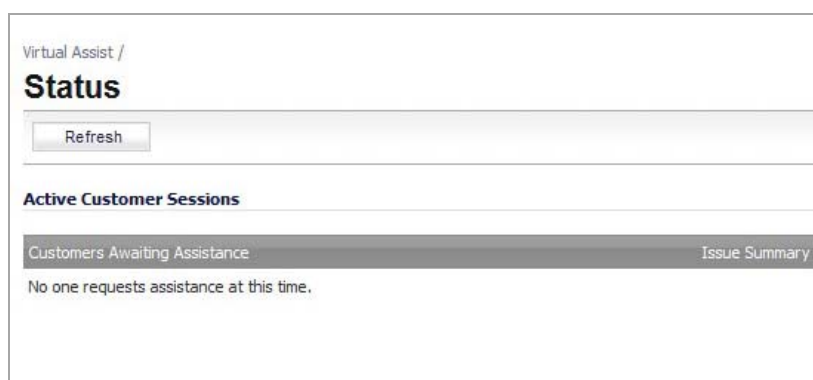 Virtual Assist /
Status
Refresh
Active Customer Sessions
Customers Awaiting Assistance Issue Summary
No one requests assistance at this time.